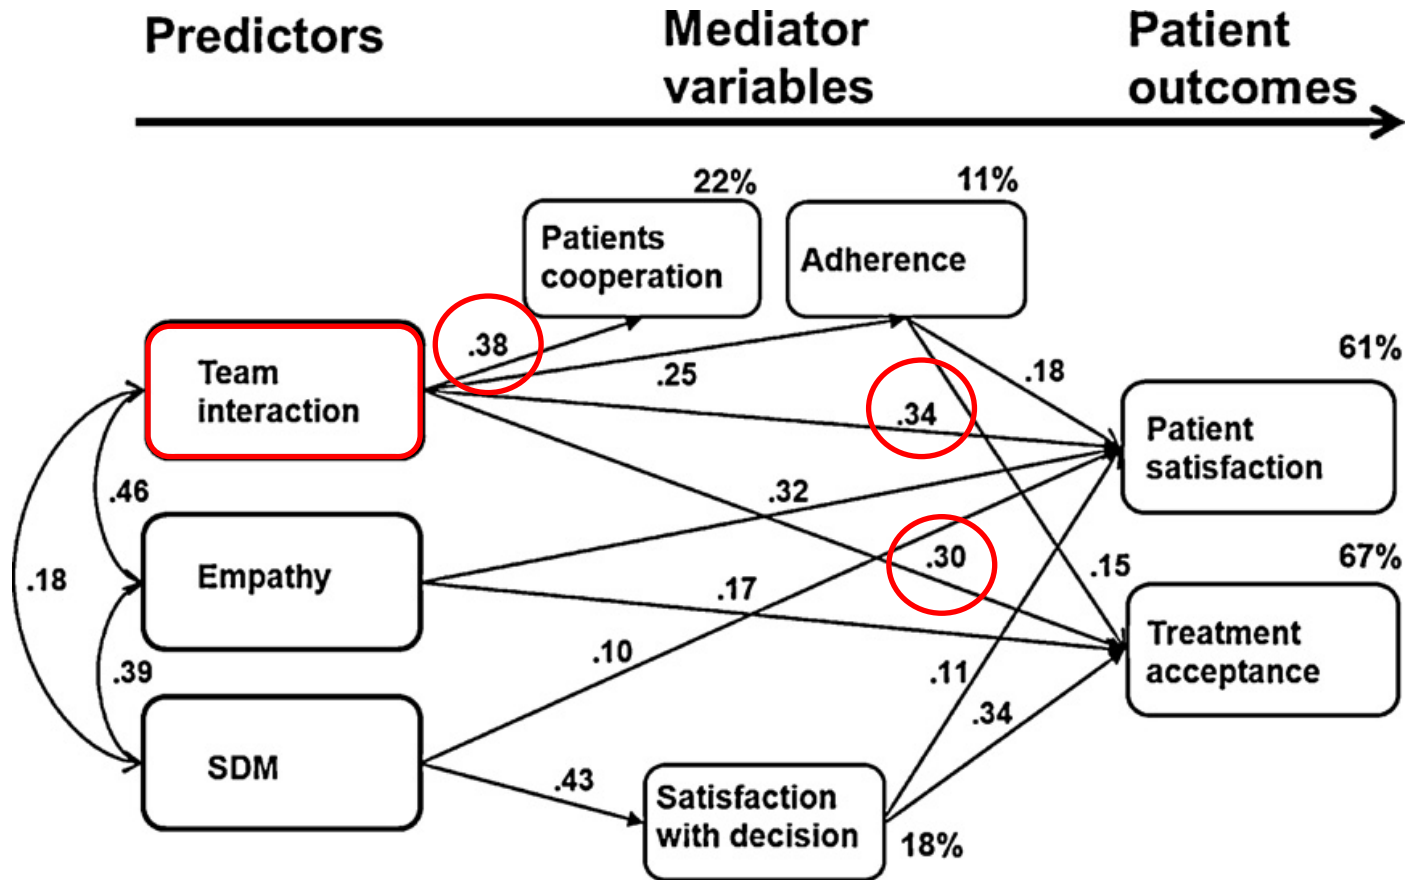 Predictors
Mediator
variables
Patient
outcomes
22%
11%
Patients
cooperation
Adherence
.38
.25
.18
61%
Team
interaction
.34
Patient
satisfaction
.46
.32
.18
Empathy
.30
.17
.15
67%
.39
.10
.11
Treatment
acceptance
.34
SDM
.43
Satisfaction
with decision
18%